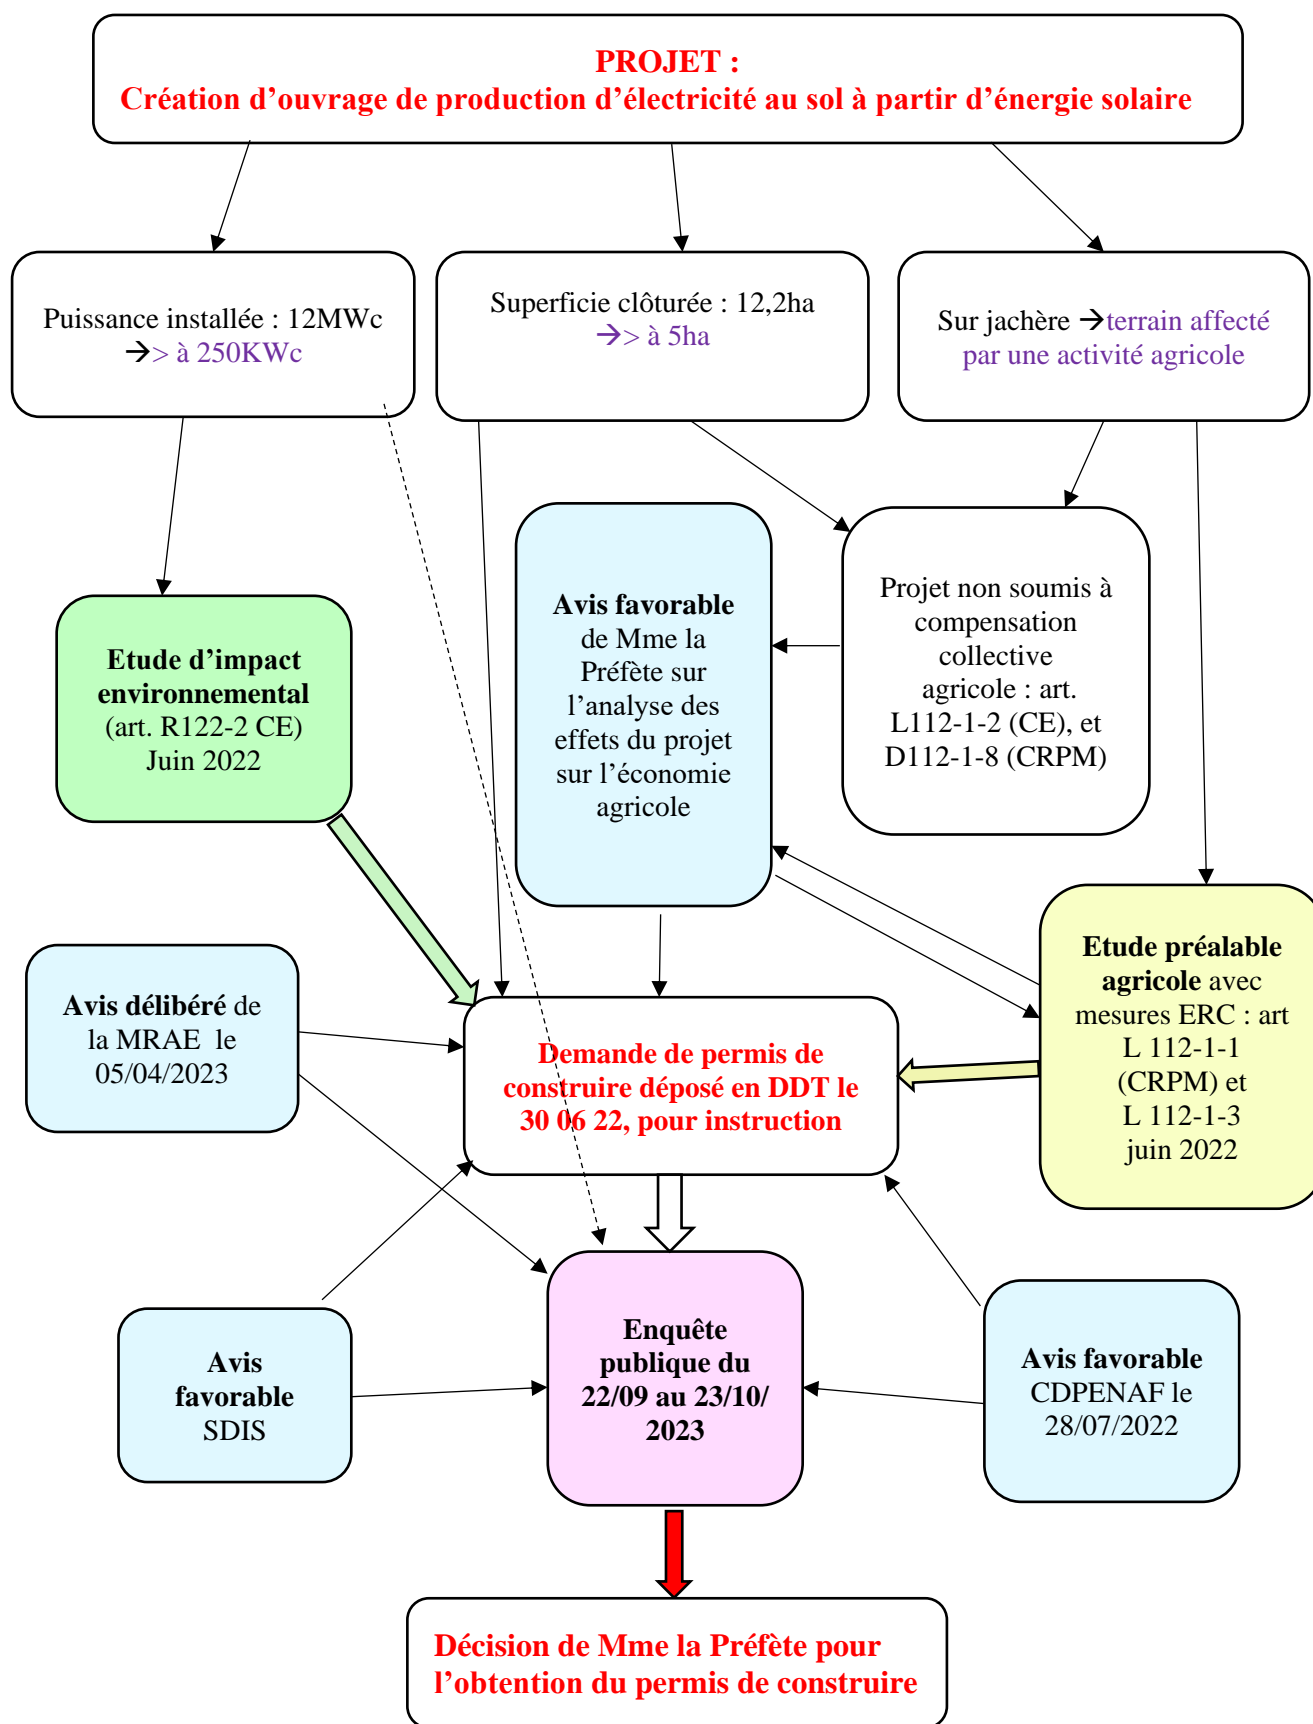 PROJET :
Création d’ouvrage de production d’électricité au sol à partir d’énergie solaire
Puissance installée : 12MWc
→> à 250KWc
Superficie clôturée : 12,2ha
→> à 5ha
Sur jachère →terrain affecté
par une activité agricole
Avis favorable
de Mme la
Préfète sur
l’analyse des
effets du projet
sur l’économie
agricole
Projet non soumis à
compensation
collective
agricole : art.
L112-1-2 (CE), et
D112-1-8 (CRPM)
Etude d’impact
environnemental
(art. R122-2 CE)
Juin 2022
Etude préalable
agricole avec
mesures ERC : art
L 112-1-1
(CRPM) et
L 112-1-3
juin 2022
Avis délibéré de
la MRAE le
05/04/2023
Demande de permis de
construire déposé en DDT le
30 06 22, pour instruction
Avis
favorable
SDIS
Enquête
publique du
22/09 au 23/10/
2023
Avis favorable
CDPENAF le
28/07/2022
Décision de Mme la Préfète pour
l’obtention du permis de construire